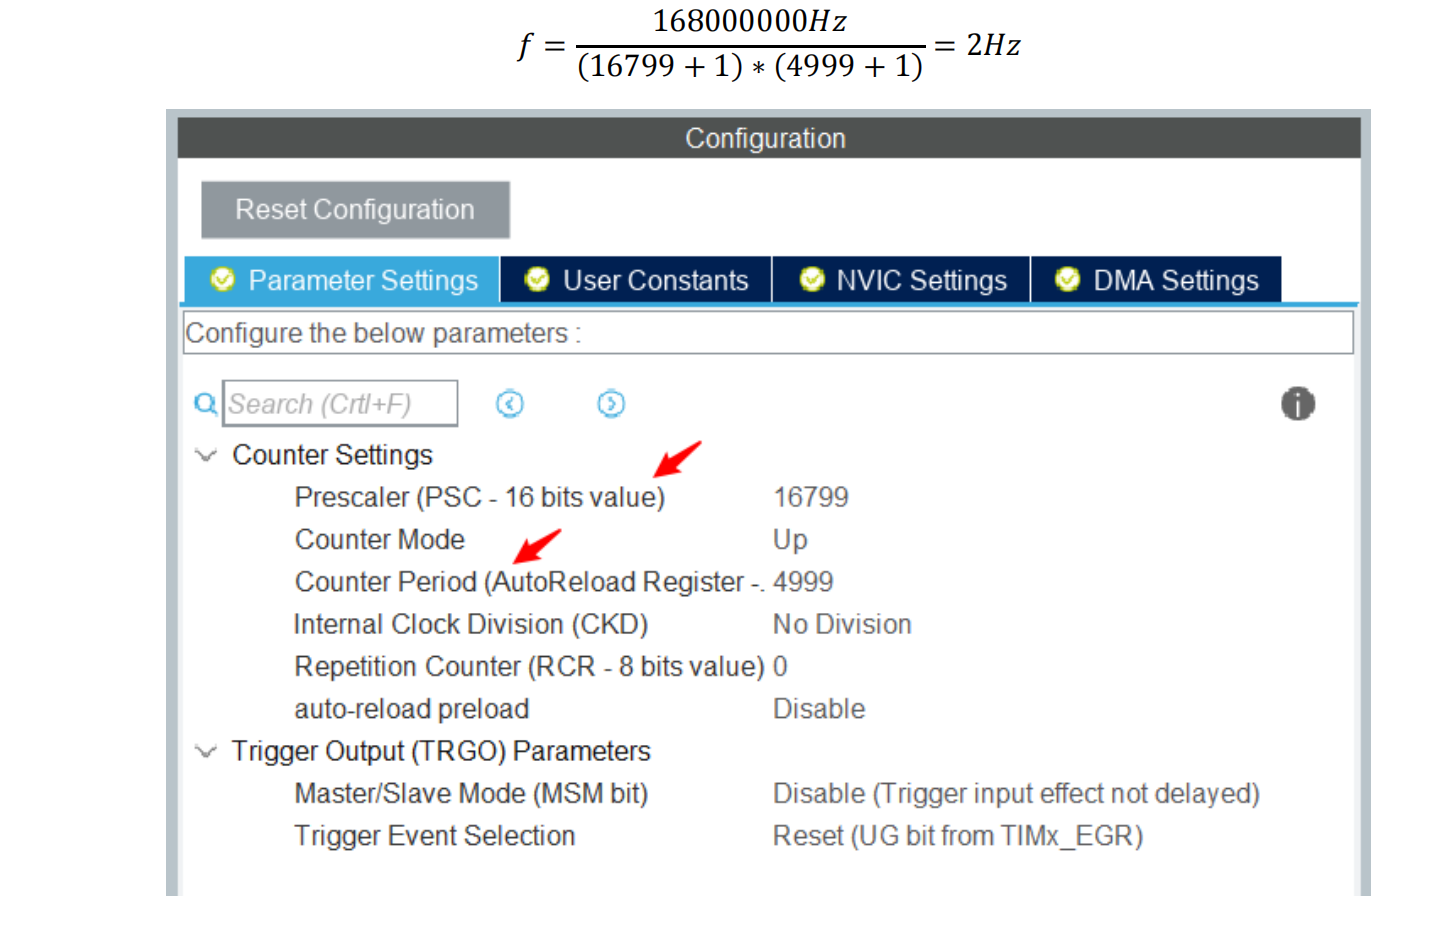 f = 168000000Hz / (16799 + 1) ∗ (4999 + 1) = 2Hz
Configuration
Reset Configuration
Parameter Settings User Constants NVIC Settings DMA Settings
Configure the below parameters :
Search (Crtl+F)
Counter Settings
Prescaler (PSC - 16 bits value) 16799
Counter Mode Up
Counter Period (AutoReload Register -. 4999
Internal Clock Division (CKD) No Division
Repetition Counter (RCR - 8 bits value) 0
auto-reload preload Disable
Trigger Output (TRGO) Parameters
Master/Slave Mode (MSM bit) Disable (Trigger input effect not delayed)
Trigger Event Selection Reset (UG bit from TIMx_EGR)